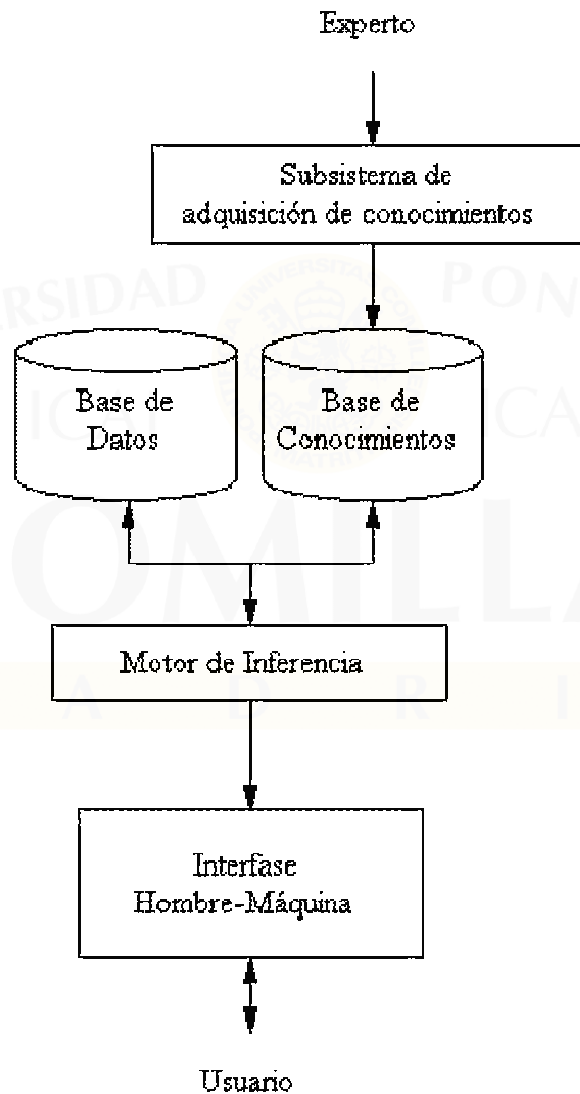 Experto
Subsistema de
adquisición de conocimientos
Base de
Datos
Base de
Conocimientos
Motor de Inferencia
Interfase
Hombre-Máquina
Usuario